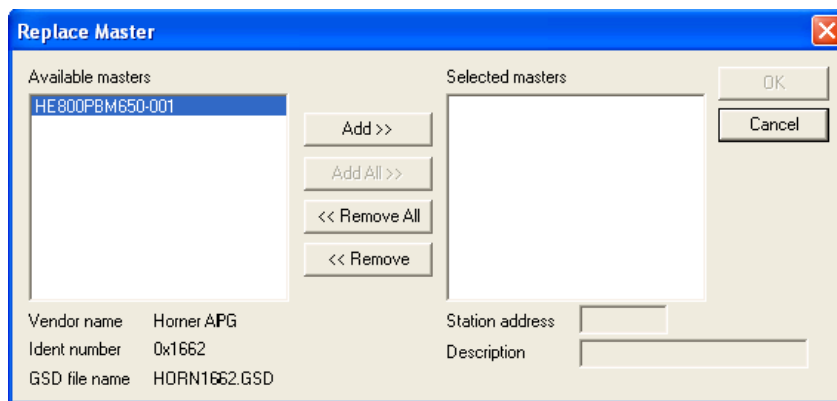 Replace Master
Available masters
HE800PBM650-001
Add >>
Add All >>
<< Remove All
<< Remove
Selected masters
OK
Cancel
Vendor name Horner APG
Ident number 0x1662
GSD file name HORN1662.GSD
Station address
Description